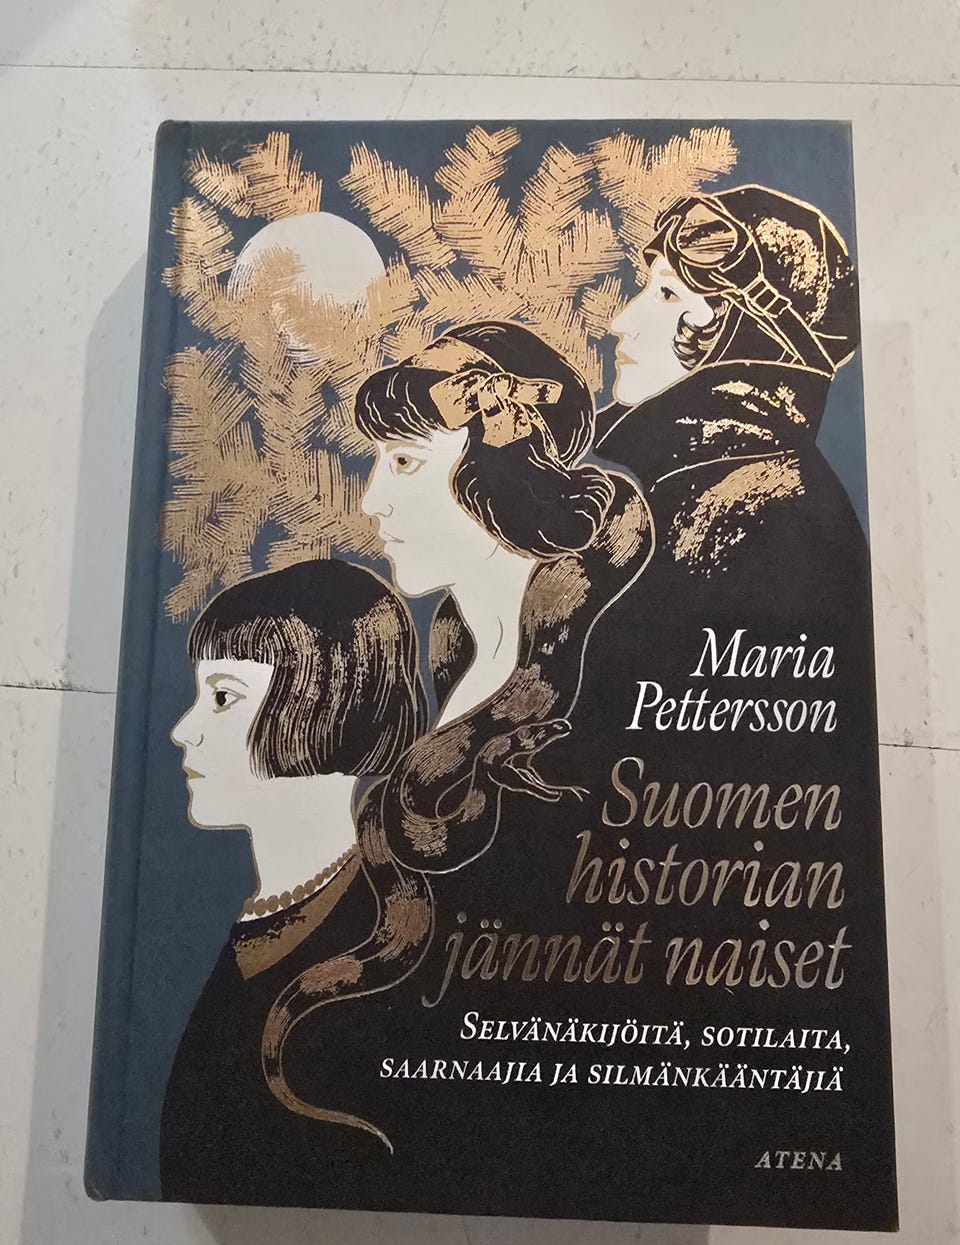 Maria
Pettersson
Suomen
historian
jännät naiset
Selvänäkijöitä, sotilaita,
saarnaajia ja silmänkääntäjiä
ATENA